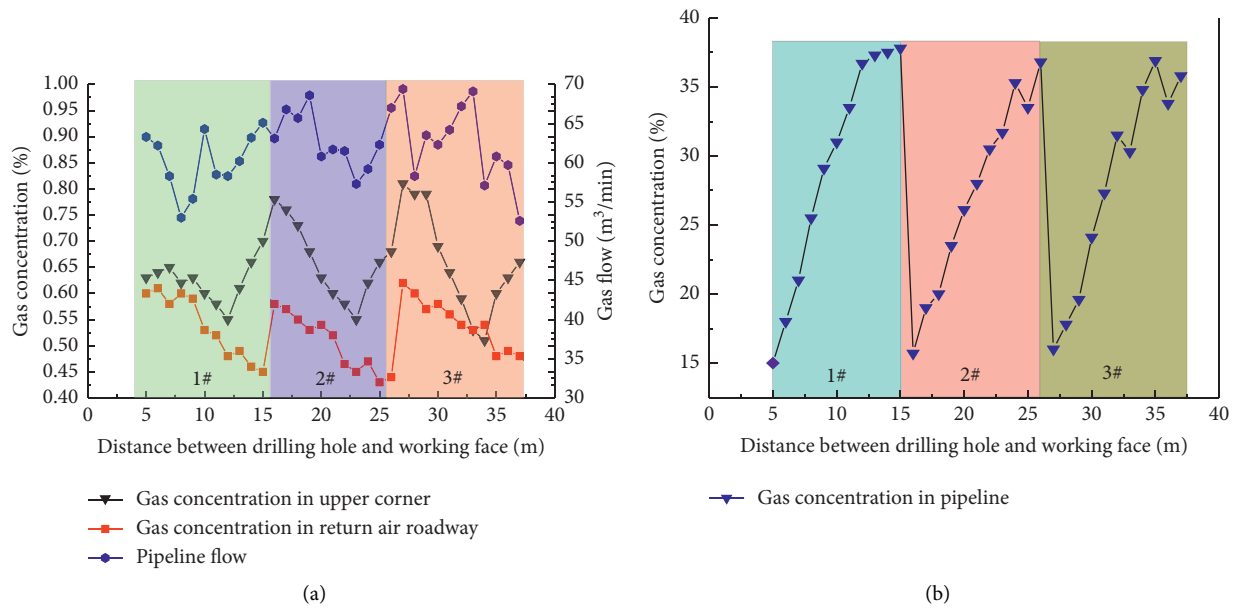 1.00
0.95
0.90
0.85
0.80
0.75
0.70
0.65
0.60
0.55
0.50
0.45
0.40
Gas concentration (%)
70
65
60
55
50
45
40
35
30
Gas flow (m³/min)
1# 2# 3#
0 5 10 15 20 25 30 35 40
Distance between drilling hole and working face (m)
Gas concentration in upper corner
Gas concentration in return air roadway
Pipeline flow
(a)
40
35
30
25
20
15
Gas concentration (%)
1# 2# 3#
0 5 10 15 20 25 30 35 40
Distance between drilling hole and working face (m)
Gas concentration in pipeline
(b)